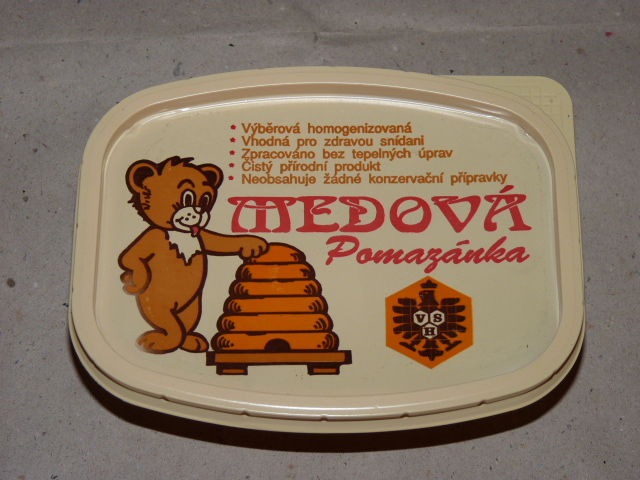 * Výběrová homogenizovaná
* Vhodná pro zdravou snídani
* Zpracováno bez tepelných úprav
* Čistý přírodní produkt
* Neobsahuje žádné konzervační přípravky
MEDOVÁ
Pomazánka
V S
H